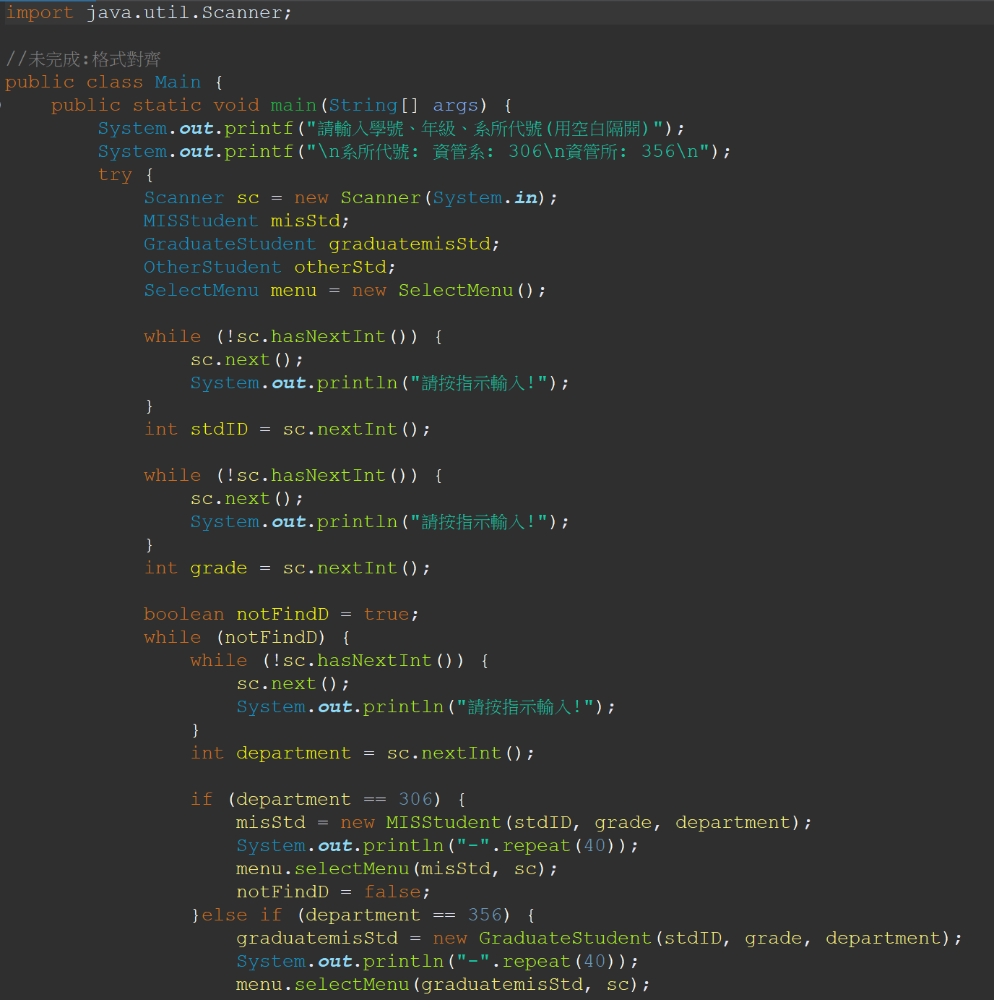 import java.util.Scanner;
//未完成:格式對齊
public class Main {
    public static void main(String[] args) {
        System.out.printf("請輸入學號、年級、系所代號(用空白隔開)");
        System.out.printf("\n系所代號: 資管系: 306\n資管所: 356\n");
        try {
            Scanner sc = new Scanner(System.in);
            MISStudent misStd;
            GraduateStudent graduatemisStd;
            OtherStudent otherStd;
            SelectMenu menu = new SelectMenu();
            while (!sc.hasNextInt()) {
                sc.next();
                System.out.println("請按指示輸入!");
            }
            int stdID = sc.nextInt();
            while (!sc.hasNextInt()) {
                sc.next();
                System.out.println("請按指示輸入!");
            }
            int grade = sc.nextInt();
            boolean notFindD = true;
            while (notFindD) {
                while (!sc.hasNextInt()) {
                    sc.next();
                    System.out.println("請按指示輸入!");
                }
                int department = sc.nextInt();
                if (department == 306) {
                    misStd = new MISStudent(stdID, grade, department);
                    System.out.println("-".repeat(40));
                    menu.selectMenu(misStd, sc);
                    notFindD = false;
                }else if (department == 356) {
                    graduatemisStd = new GraduateStudent(stdID, grade, department);
                    System.out.println("-".repeat(40));
                    menu.selectMenu(graduatemisStd, sc);